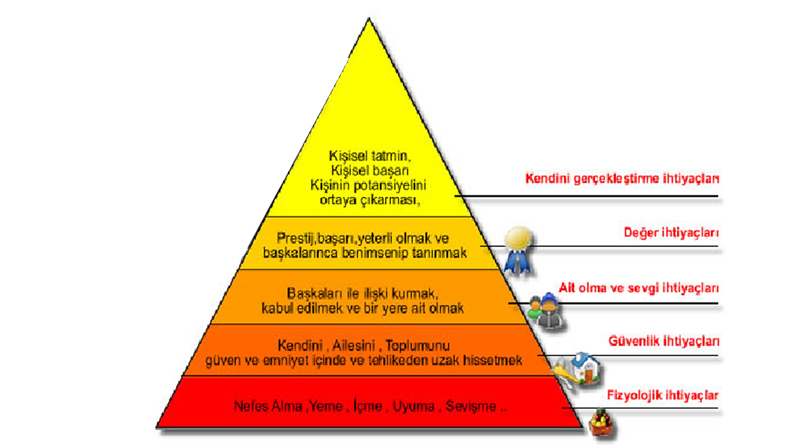 Kişisel tatmin,
Kişisel başarı
Kişinin potansiyelini
ortaya çıkarması,
Kendini gerçekleştirme ihtiyaçları
Prestij,başarı,yeterli olmak ve
başkalarınca benimsenip tanınmak
Değer ihtiyaçları
Başkaları ile ilişki kurmak,
kabul edilmek ve bir yere ait olmak
Ait olma ve sevgi ihtiyaçları
Kendini , Ailesini , Toplumunu
güven ve emniyet içinde ve tehlikeden uzak hissetmek
Güvenlik ihtiyaçları
Nefes Alma ,Yeme , İçme , Uyuma , Sevişme ..
Fizyolojik ihtiyaçlar